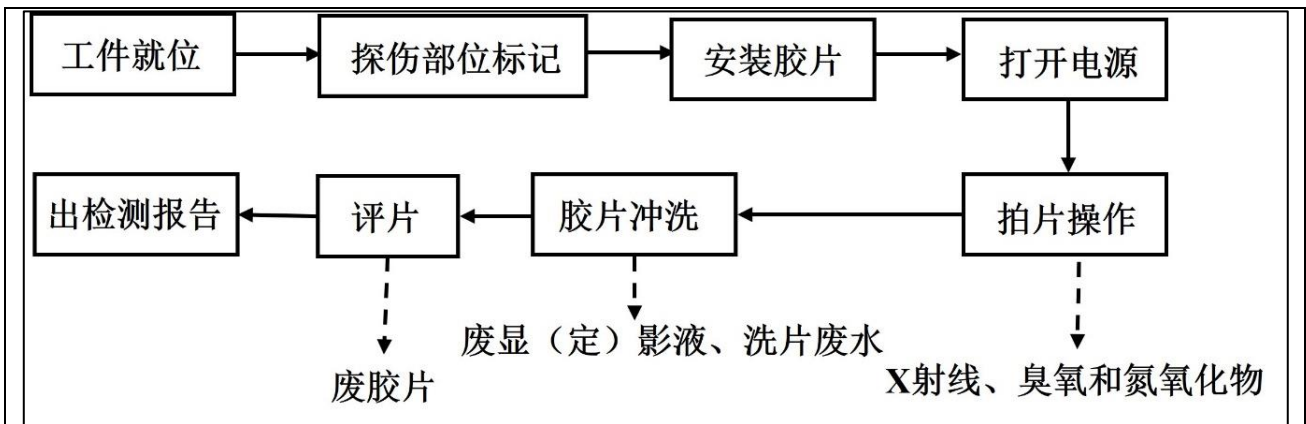 工件就位
探伤部位标记
安装胶片
打开电源
拍片操作
胶片冲洗
评片
出检测报告
X射线、臭氧和氮氧化物
废显（定）影液、洗片废水
废胶片